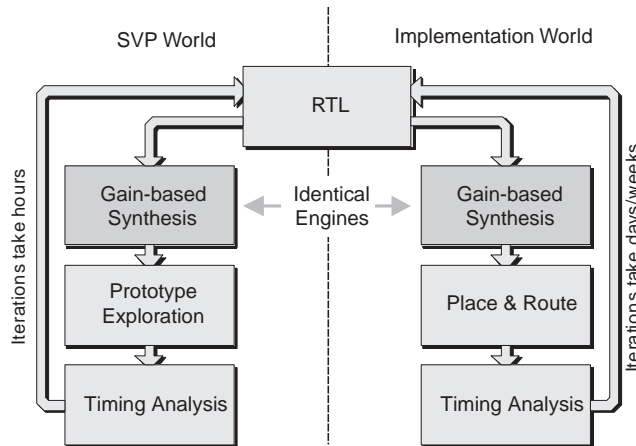 SVP World
Implementation World
RTL
Gain-based
Synthesis
Identical
Engines
Gain-based
Synthesis
Prototype
Exploration
Place & Route
Timing Analysis
Timing Analysis
Iterations take hours
Iterations take days/weeks